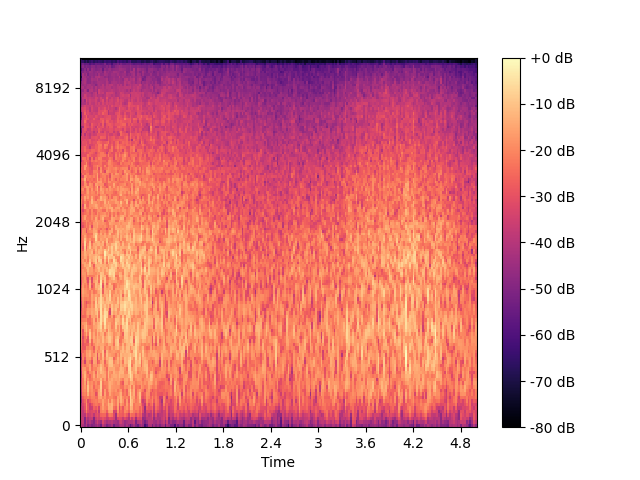 8192
4096
2048
1024
512
0
Hz
0 0.6 1.2 1.8 2.4 3 3.6 4.2 4.8
Time
+0 dB
-10 dB
-20 dB
-30 dB
-40 dB
-50 dB
-60 dB
-70 dB
-80 dB